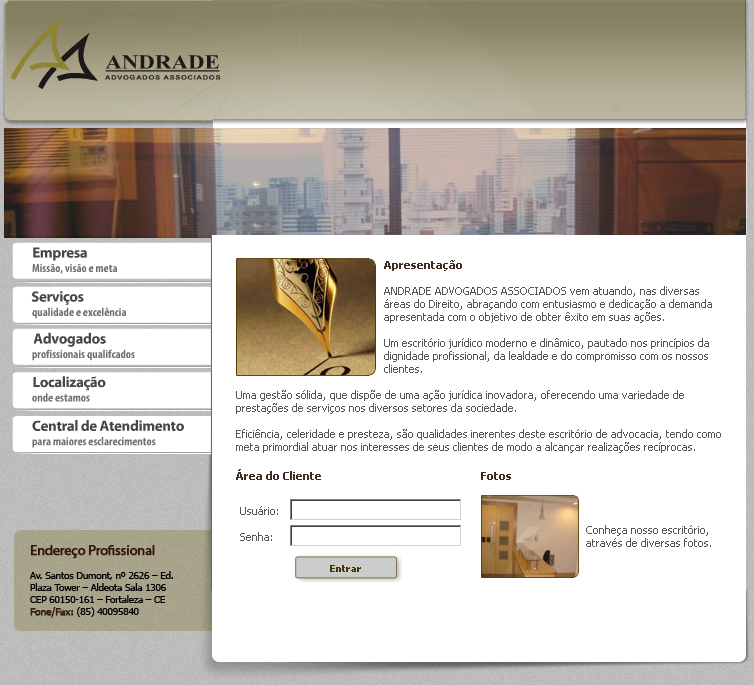 ANDRADE
ADVOGADOS ASSOCIADOS
Empresa
Missão, visão e meta
Serviços
qualidade e excelência
Advogados
profissionais qualifcados
Localização
onde estamos
Central de Atendimento
para maiores esclarecimentos
Endereço Profissional
Av. Santos Dumont, nº 2626 – Ed.
Plaza Tower – Aldeota Sala 1306
CEP 60150-161 – Fortaleza – CE
Fone/Fax: (85) 40095840
Apresentação
ANDRADE ADVOGADOS ASSOCIADOS vem atuando, nas diversas
áreas do Direito, abraçando com entusiasmo e dedicação a demanda
apresentada com o objetivo de obter êxito em suas ações.
Um escritório jurídico moderno e dinâmico, pautado nos princípios da
dignidade profissional, da lealdade e do compromisso com os nossos
clientes.
Uma gestão sólida, que dispõe de uma ação jurídica inovadora, oferecendo uma variedade de
prestações de serviços nos diversos setores da sociedade.
Eficiência, celeridade e presteza, são qualidades inerentes deste escritório de advocacia, tendo como
meta primordial atuar nos interesses de seus clientes de modo a alcançar realizações recíprocas.
Área do Cliente
Usuário:
Senha:
Entrar
Fotos
Conheça nosso escritório,
através de diversas fotos.